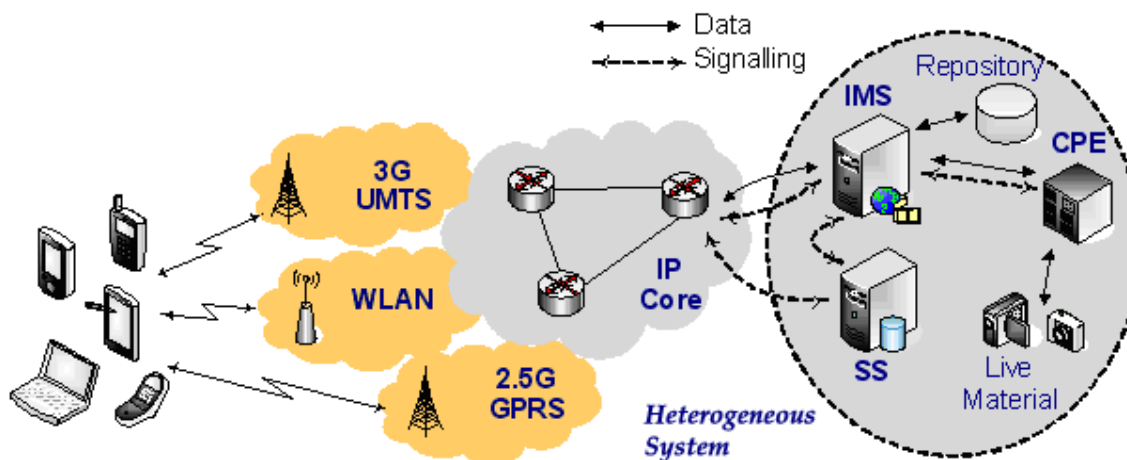 Data
Signalling
Repository
IMS
CPE
3G
UMTS
WLAN
IP
Core
2.5G
GPRS
SS
Live
Material
Heterogeneous
System